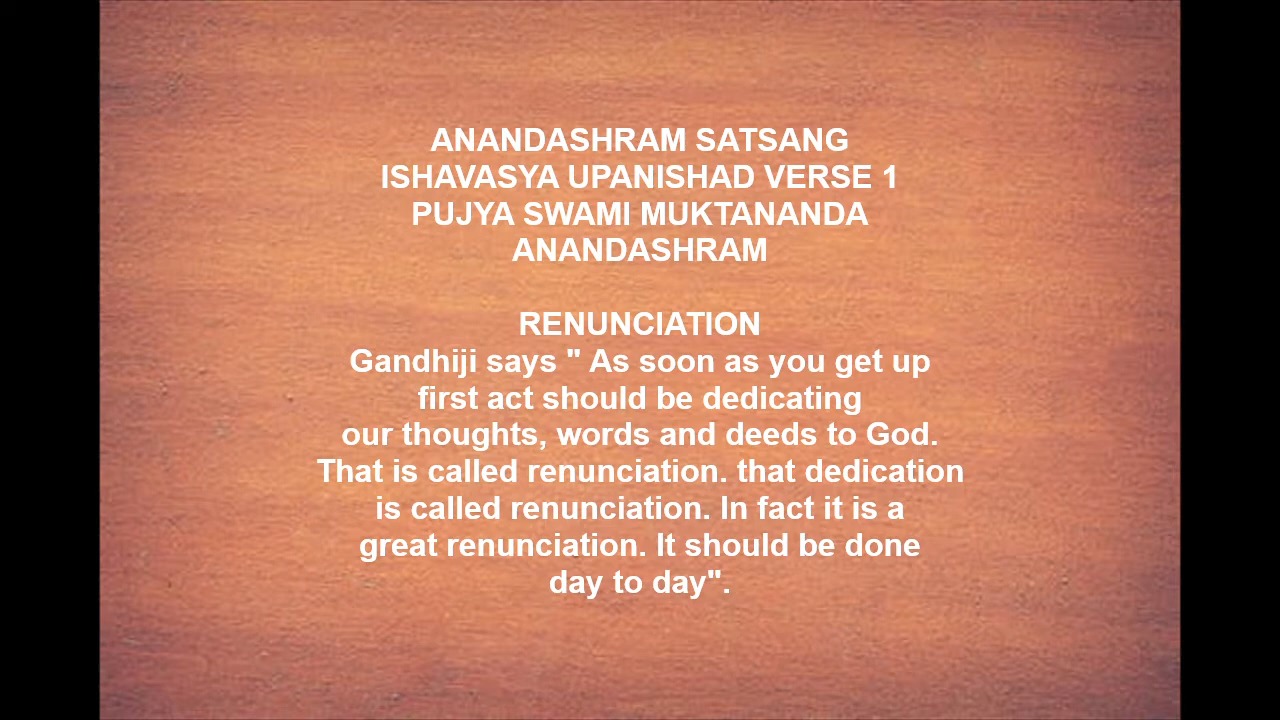 ANANDASHRAM SATSANG
ISHAVASYA UPANISHAD VERSE 1
PUJYA SWAMI MUKTANANDA
ANANDASHRAM
RENUNCIATION
Gandhiji says " As soon as you get up
first act should be dedicating
our thoughts, words and deeds to God.
That is called renunciation. that dedication
is called renunciation. In fact it is a
great renunciation. It should be done
day to day".